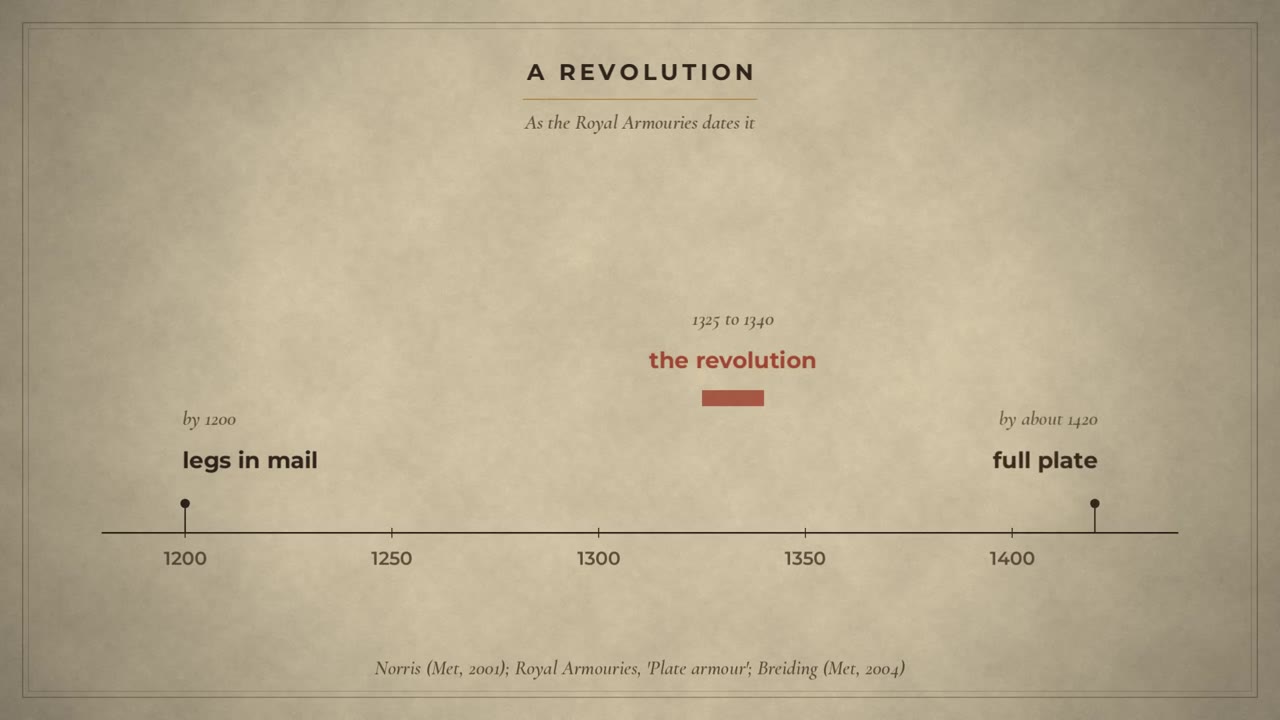 A REVOLUTION
As the Royal Armouries dates it
1325 to 1340
the revolution
by 1200
legs in mail
by about 1420
full plate
1200 1250 1300 1350 1400
Norris (Met, 2001); Royal Armouries, 'Plate armour'; Breiding (Met, 2004)